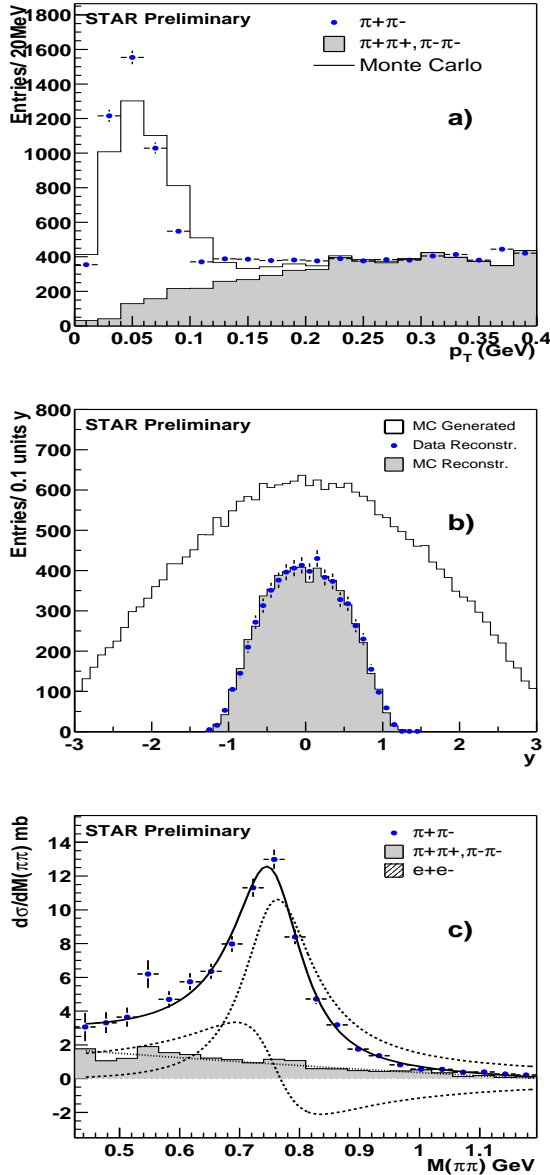 STAR Preliminary
π+π-
π+π+,π-π-
Monte Carlo
a)
Entries/ 20MeV
1800
1600
1400
1200
1000
800
600
400
200
0
0 0.05 0.1 0.15 0.2 0.25 0.3 0.35 0.4
pT (GeV)
STAR Preliminary
MC Generated
Data Reconstr.
MC Reconstr.
b)
Entries/ 0.1 units y
800
700
600
500
400
300
200
100
0
-3 -2 -1 0 1 2 3
y
STAR Preliminary
π+π-
π+π+,π-π-
e+e-
c)
dσ/dM(ππ) mb
14
12
10
8
6
4
2
0
-2
0.5 0.6 0.7 0.8 0.9 1 1.1
M(ππ) GeV